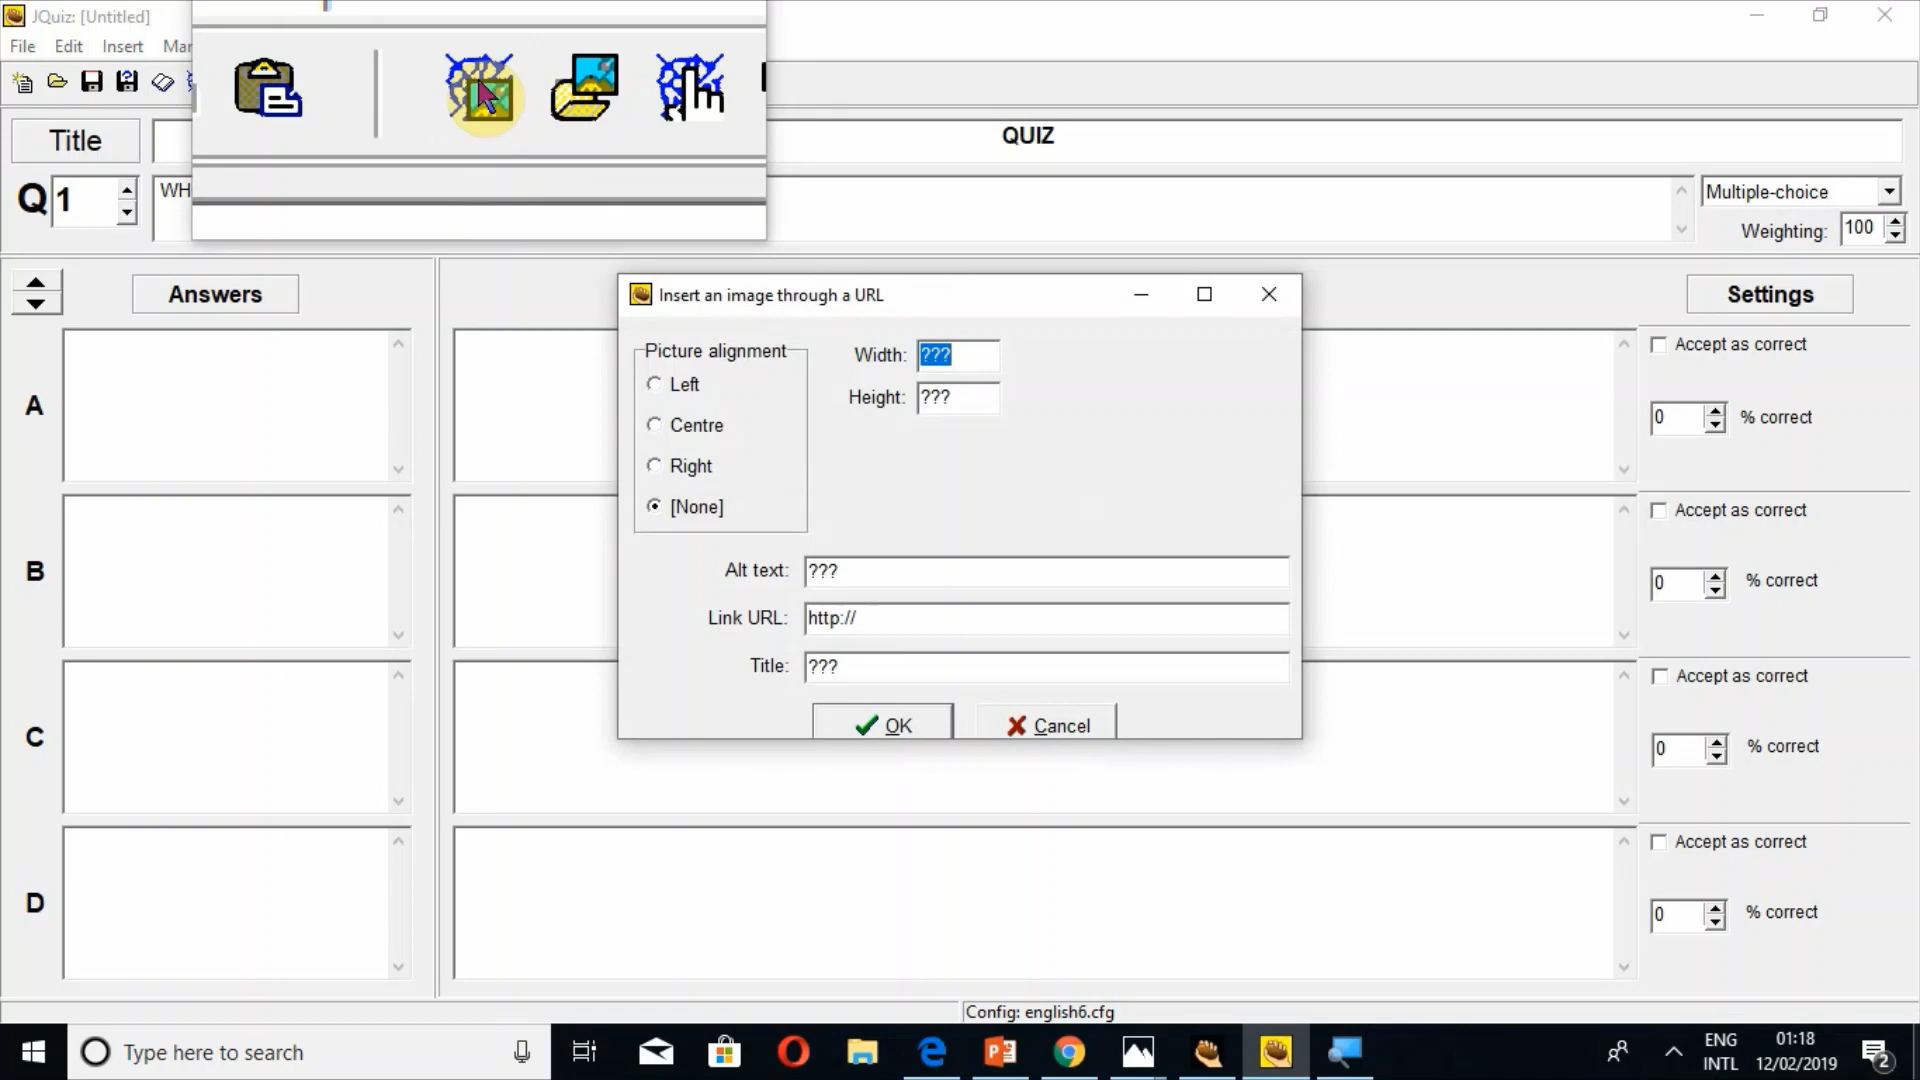 JQuiz: [Untitled]
File Edit Insert
Title
QUIZ
Q 1
Multiple-choice
Weighting: 100
Answers
Settings
Insert an image through a URL
Picture alignment
Left
Centre
Right
[None]
Width: ???
Height: ???
Alt text: ???
Link URL: http://
Title: ???
OK Cancel
A
Accept as correct
0 % correct
B
Accept as correct
0 % correct
C
Accept as correct
0 % correct
D
Accept as correct
0 % correct
Config: english6.cfg
Type here to search
ENG
INTL
01:18
12/02/2019
2